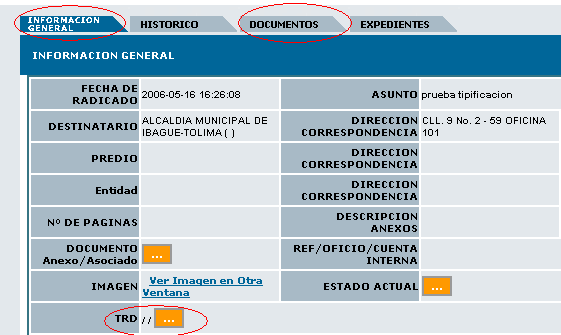 INFORMACION
GENERAL
HISTORICO
DOCUMENTOS
EXPEDIENTES
INFORMACION GENERAL
FECHA DE
RADICADO
2006-05-16 16:26:08
ASUNTO
prueba tipificacion
DESTINATARIO
ALCALDIA MUNICIPAL DE
IBAGUE-TOLIMA ( )
DIRECCION
CORRESPONDENCIA
CLL. 9 No. 2 - 59 OFICINA
101
PREDIO
DIRECCION
CORRESPONDENCIA
Entidad
DIRECCION
CORRESPONDENCIA
Nº DE PAGINAS
DESCRIPCION
ANEXOS
DOCUMENTO
Anexo/Asociado
...
REF/OFICIO/CUENTA
INTERNA
IMAGEN
Ver Imagen en Otra
Ventana
ESTADO ACTUAL
...
TRD
//
...